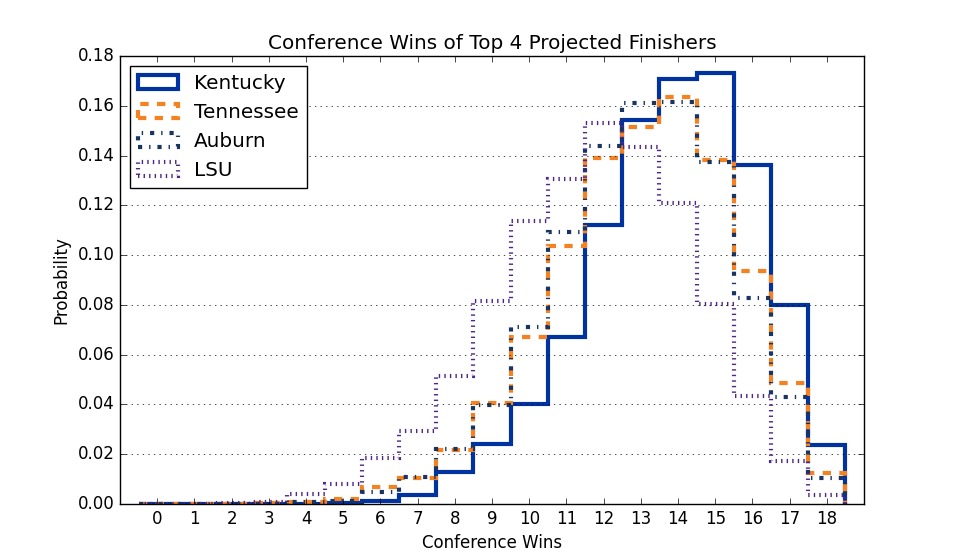 Conference Wins of Top 4 Projected Finishers
Kentucky
Tennessee
Auburn
LSU
Probability
0.18
0.16
0.14
0.12
0.10
0.08
0.06
0.04
0.02
0.00
0 1 2 3 4 5 6 7 8 9 10 11 12 13 14 15 16 17 18
Conference Wins